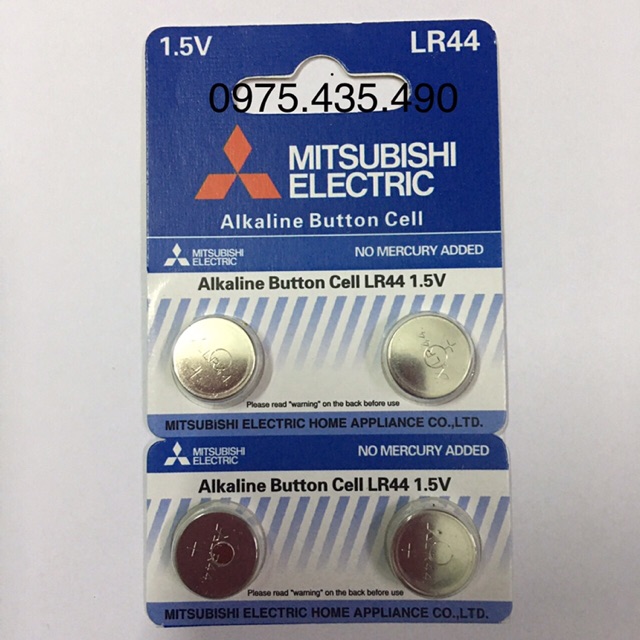 1.5V LR44
0975.435.490
MITSUBISHI
ELECTRIC
Alkaline Button Cell
MITSUBISHI
ELECTRIC
NO MERCURY ADDED
Alkaline Button Cell LR44 1.5V
Please read "warning" on the back before use
MITSUBISHI ELECTRIC HOME APPLIANCE CO.,LTD.
MITSUBISHI
ELECTRIC
NO MERCURY ADDED
Alkaline Button Cell LR44 1.5V
Please read "warning" on the back before use
MITSUBISHI ELECTRIC HOME APPLIANCE CO.,LTD.